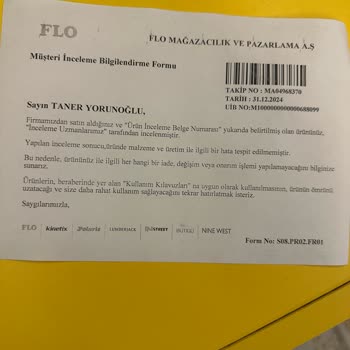 FLO
FLO MAĞAZACILIK VE PAZARLAMA A.Ş
Müşteri İnceleme Bilgilendirme Formu
TAKİP NO : MA04968370
TARİH : 31.12.2024
UİB NO:M1000000000000688099
Sayın TANER YORUNOĞLU,
Firmamızdan satın aldığınız ve "Ürün İnceleme Belge Numarası" yukarıda belirtilmiş olan ürününüz,
"İnceleme Uzmanlarımız" tarafından incelenmiştir.
Yapılan inceleme sonucu,üründe malzeme ve üretim ile ilgili bir hata tespit edilmemiştir.
Bu nedenle, ürününüz ile ilgili her hangi bir iade, değişim veya onarım işlemi yapılamayacağını bilginize
sunarız.
Ürünlerin, beraberinde yer alan "Kullanım Kılavuzları" na uygun olarak kullanılmasının, ürünün ömrünü
uzatacağı ve size daha rahat kullanım sağlayacağını tekrar hatırlatmak isteriz.
Saygılarımızla,
FLO kinetix Polaris LUMBERJACK STREET BUTIGO NINE WEST
Form No: S08.PR02.FR01